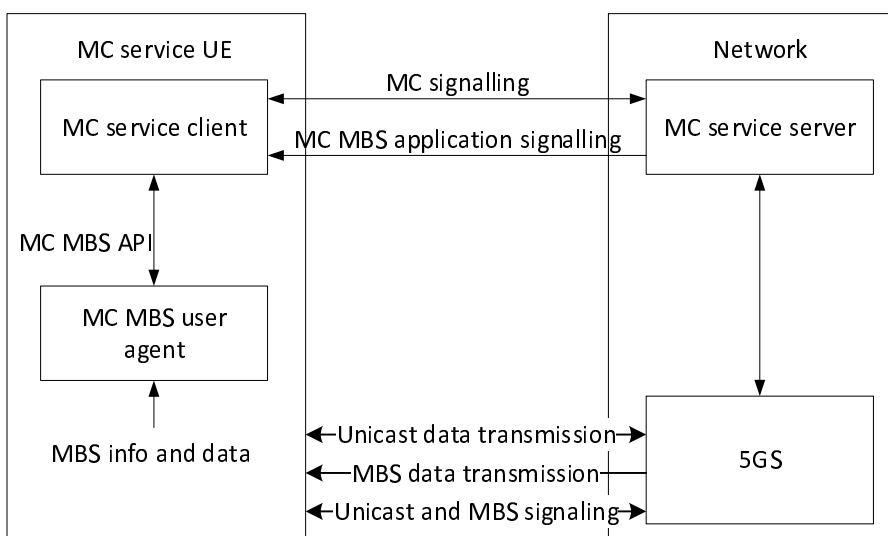 MC service UE
Network
MC service client
MC signalling
MC service server
MC MBS application signalling
MC MBS API
MC MBS user
agent
MBS info and data
Unicast data transmission
MBS data transmission
Unicast and MBS signaling
5GS